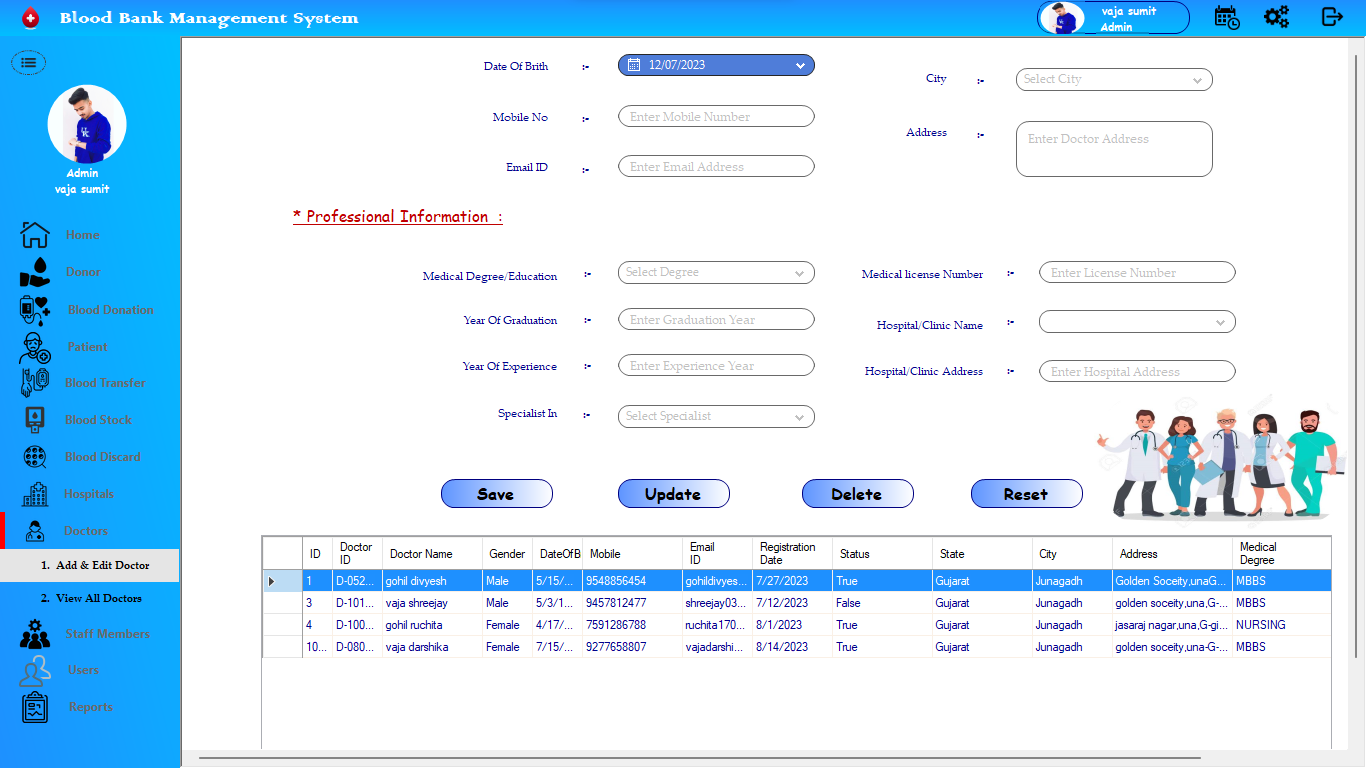 Blood Bank Management System
vaja sumit
Admin
Admin
vaja sumit
Home
Donor
Blood Donation
Patient
Blood Transfer
Blood Stock
Blood Discard
Hospitals
Doctors
1. Add & Edit Doctor
2. View All Doctors
Staff Members
Users
Reports
Date Of Brith :- 12/07/2023
City :- Select City
Mobile No :- Enter Mobile Number
Address :- Enter Doctor Address
Email ID :- Enter Email Address
* Professional Information :
Medical Degree/Education :- Select Degree
Medical license Number :- Enter License Number
Year Of Graduation :- Enter Graduation Year
Hospital/Clinic Name :-
Year Of Experience :- Enter Experience Year
Hospital/Clinic Address :- Enter Hospital Address
Specialist In :- Select Specialist
Save Update Delete Reset
ID Doctor ID Doctor Name Gender DateOfB Mobile Email ID Registration Date Status State City Address Medical Degree
1 D-052... gohil divyesh Male 5/15/... 9548856454 gohildivyes... 7/27/2023 True Gujarat Junagadh Golden Soceity,unaG... MBBS
3 D-101... vaja shreejay Male 5/3/1... 9457812477 shreejay03... 7/12/2023 False Gujarat Junagadh golden soceity,una,G-... MBBS
4 D-100... gohil ruchita Female 4/17/... 7591286788 ruchita170... 8/1/2023 True Gujarat Junagadh jasaraj nagar,una,G-gi... NURSING
10... D-080... vaja darshika Female 7/15/... 9277658807 vajadarshi... 8/14/2023 True Gujarat Junagadh golden soceity,una-G-... MBBS